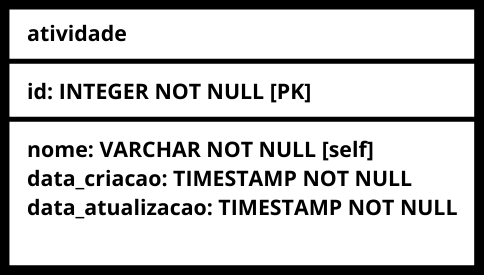 atividade
id: INTEGER NOT NULL [PK]
nome: VARCHAR NOT NULL [self]
data_criacao: TIMESTAMP NOT NULL
data_atualizacao: TIMESTAMP NOT NULL